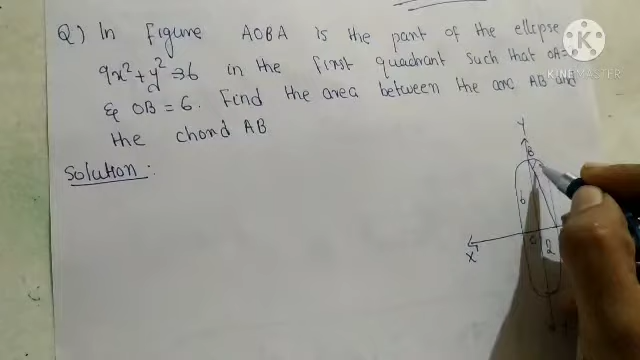 Q) In Figure AOBA is the part of the ellipse
9x² + y² = 36 in the first quadrant such that OA =
& OB = 6. Find the area between the arc AB and
the chord AB
Solution :
K
KINEMASTER
Y
B
6
2
X